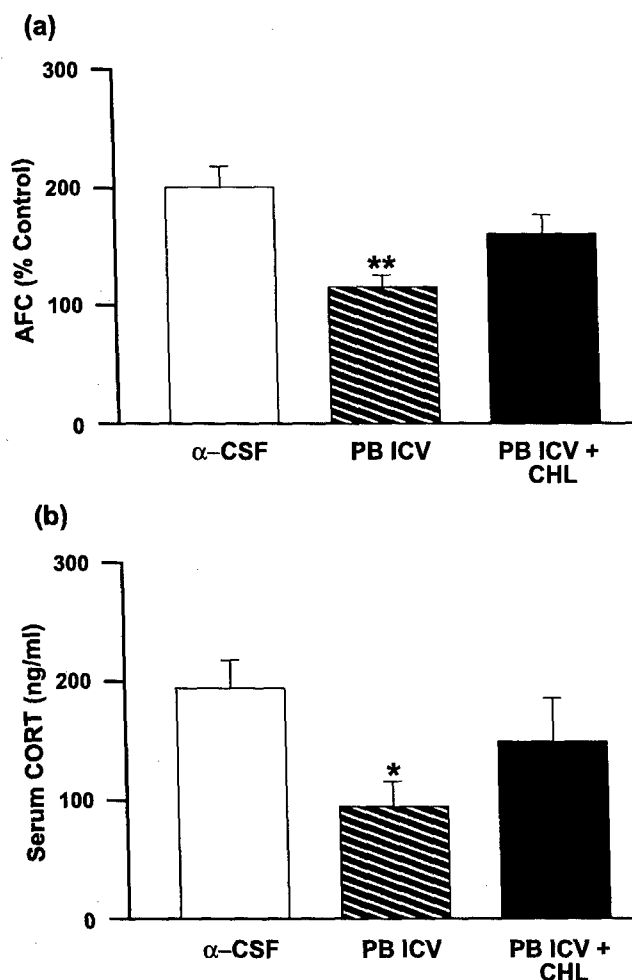 (a)
300
200
100
0
AFC (% Control)
**
α–CSF
PB ICV
PB ICV +
CHL
(b)
300
200
100
0
Serum CORT (ng/ml)
*
α–CSF
PB ICV
PB ICV +
CHL